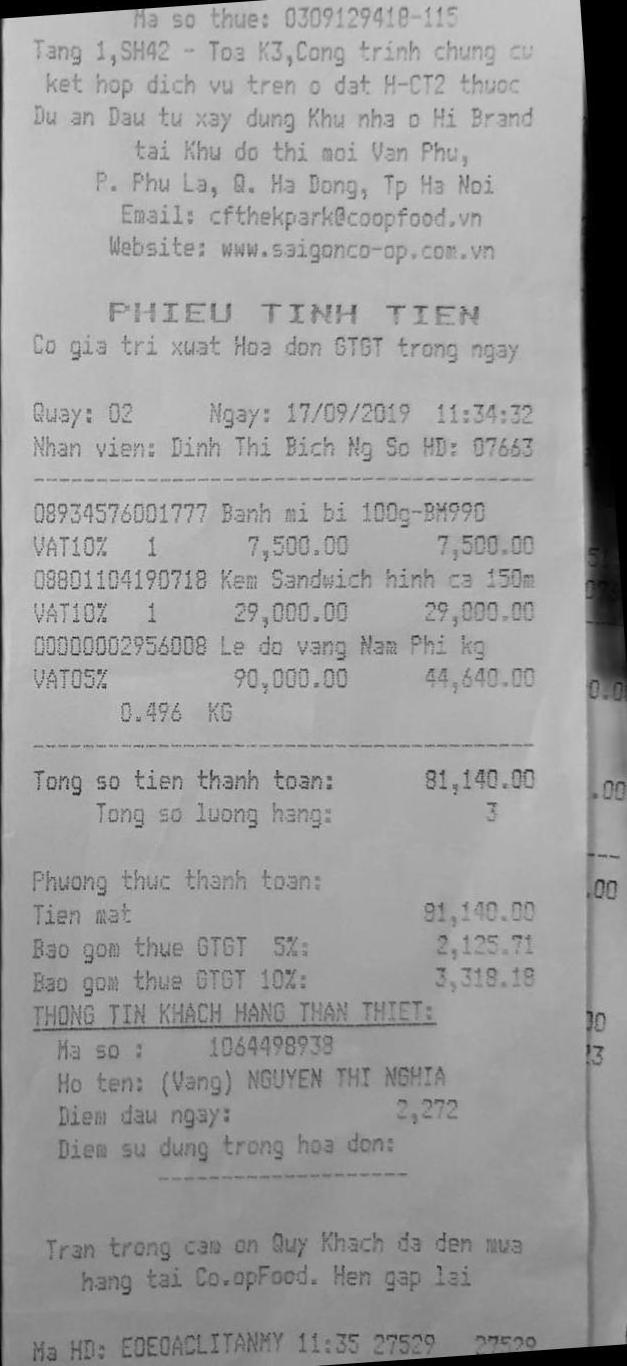 Ma so thue: 0309129418-115
Tang 1,SH42 - Toa K3,Cong trinh chung cu
ket hop dich vu tren o dat H-CT2 thuoc
Du an Dau tu xay dung Khu nha o Hi Brand
tai Khu do thi moi Van Phu,
P. Phu La, Q. Ha Dong, Tp Ha Noi
Email: cfthekpark@coopfood.vn
Website: www.saigonco-op.com.vn
PHIEU TINH TIEN
Co gia tri xuat Hoa don GTGT trong ngay
Quay: 02 Ngay: 17/09/2019 11:34:32
Nhan vien: Dinh Thi Bich Ng So HD: 07663
08934576001777 Banh mi bi 100g-BM990
VAT10% 1 7,500.00 7,500.00
08801104190718 Kem Sandwich hinh ca 150m
VAT10% 1 29,000.00 29,000.00
00000002956008 Le do vang Nam Phi kg
VAT05% 90,000.00 44,640.00
0.496 KG
Tong so tien thanh toan: 81,140.00
Tong so luong hang: 3
Phuong thuc thanh toan:
Tien mat 81,140.00
Bao gom thue GTGT 5%: 2,125.71
Bao gom thue GTGT 10%: 3,318.18
THONG TIN KHACH HANG THAN THIET:
Ma so : 1064498938
Ho ten: (Vang) NGUYEN THI NGHIA
Diem dau ngay: 2,272
Diem su dung trong hoa don:
Tran trong cam on Quy Khach da den mua
hang tai Co.opFood. Hen gap lai
Ma HD: EOEOACLITANMY 11:35 27529 27529